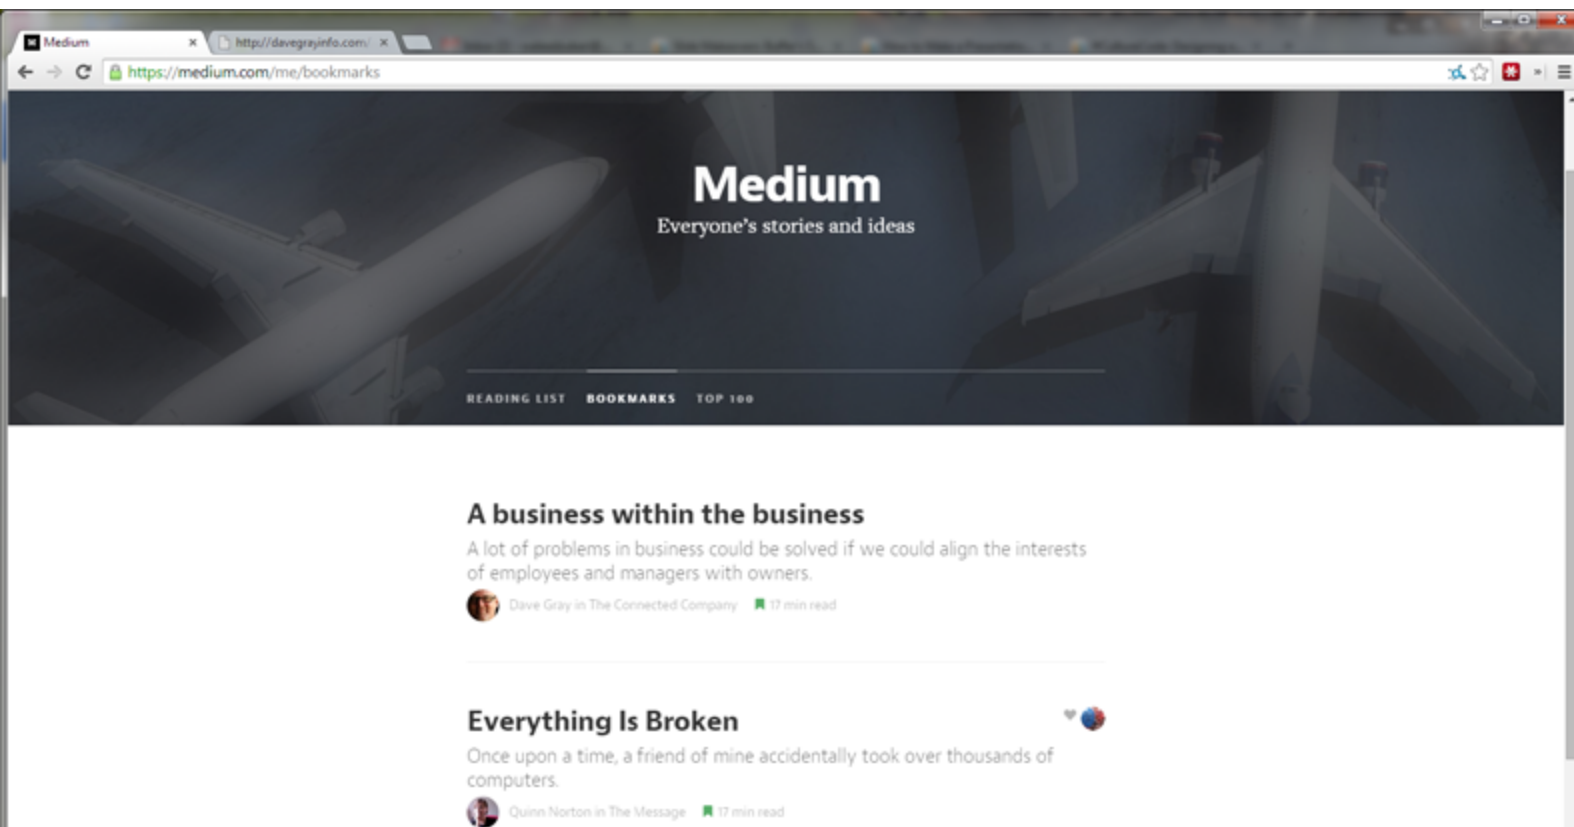 Medium
http://davegrayinfo.com/
https://medium.com/me/bookmarks
Medium
Everyone's stories and ideas
READING LIST BOOKMARKS TOP 100
A business within the business
A lot of problems in business could be solved if we could align the interests
of employees and managers with owners.
Dave Gray in The Connected Company 17 min read
Everything Is Broken
Once upon a time, a friend of mine accidentally took over thousands of
computers.
Quinn Norton in The Message 17 min read